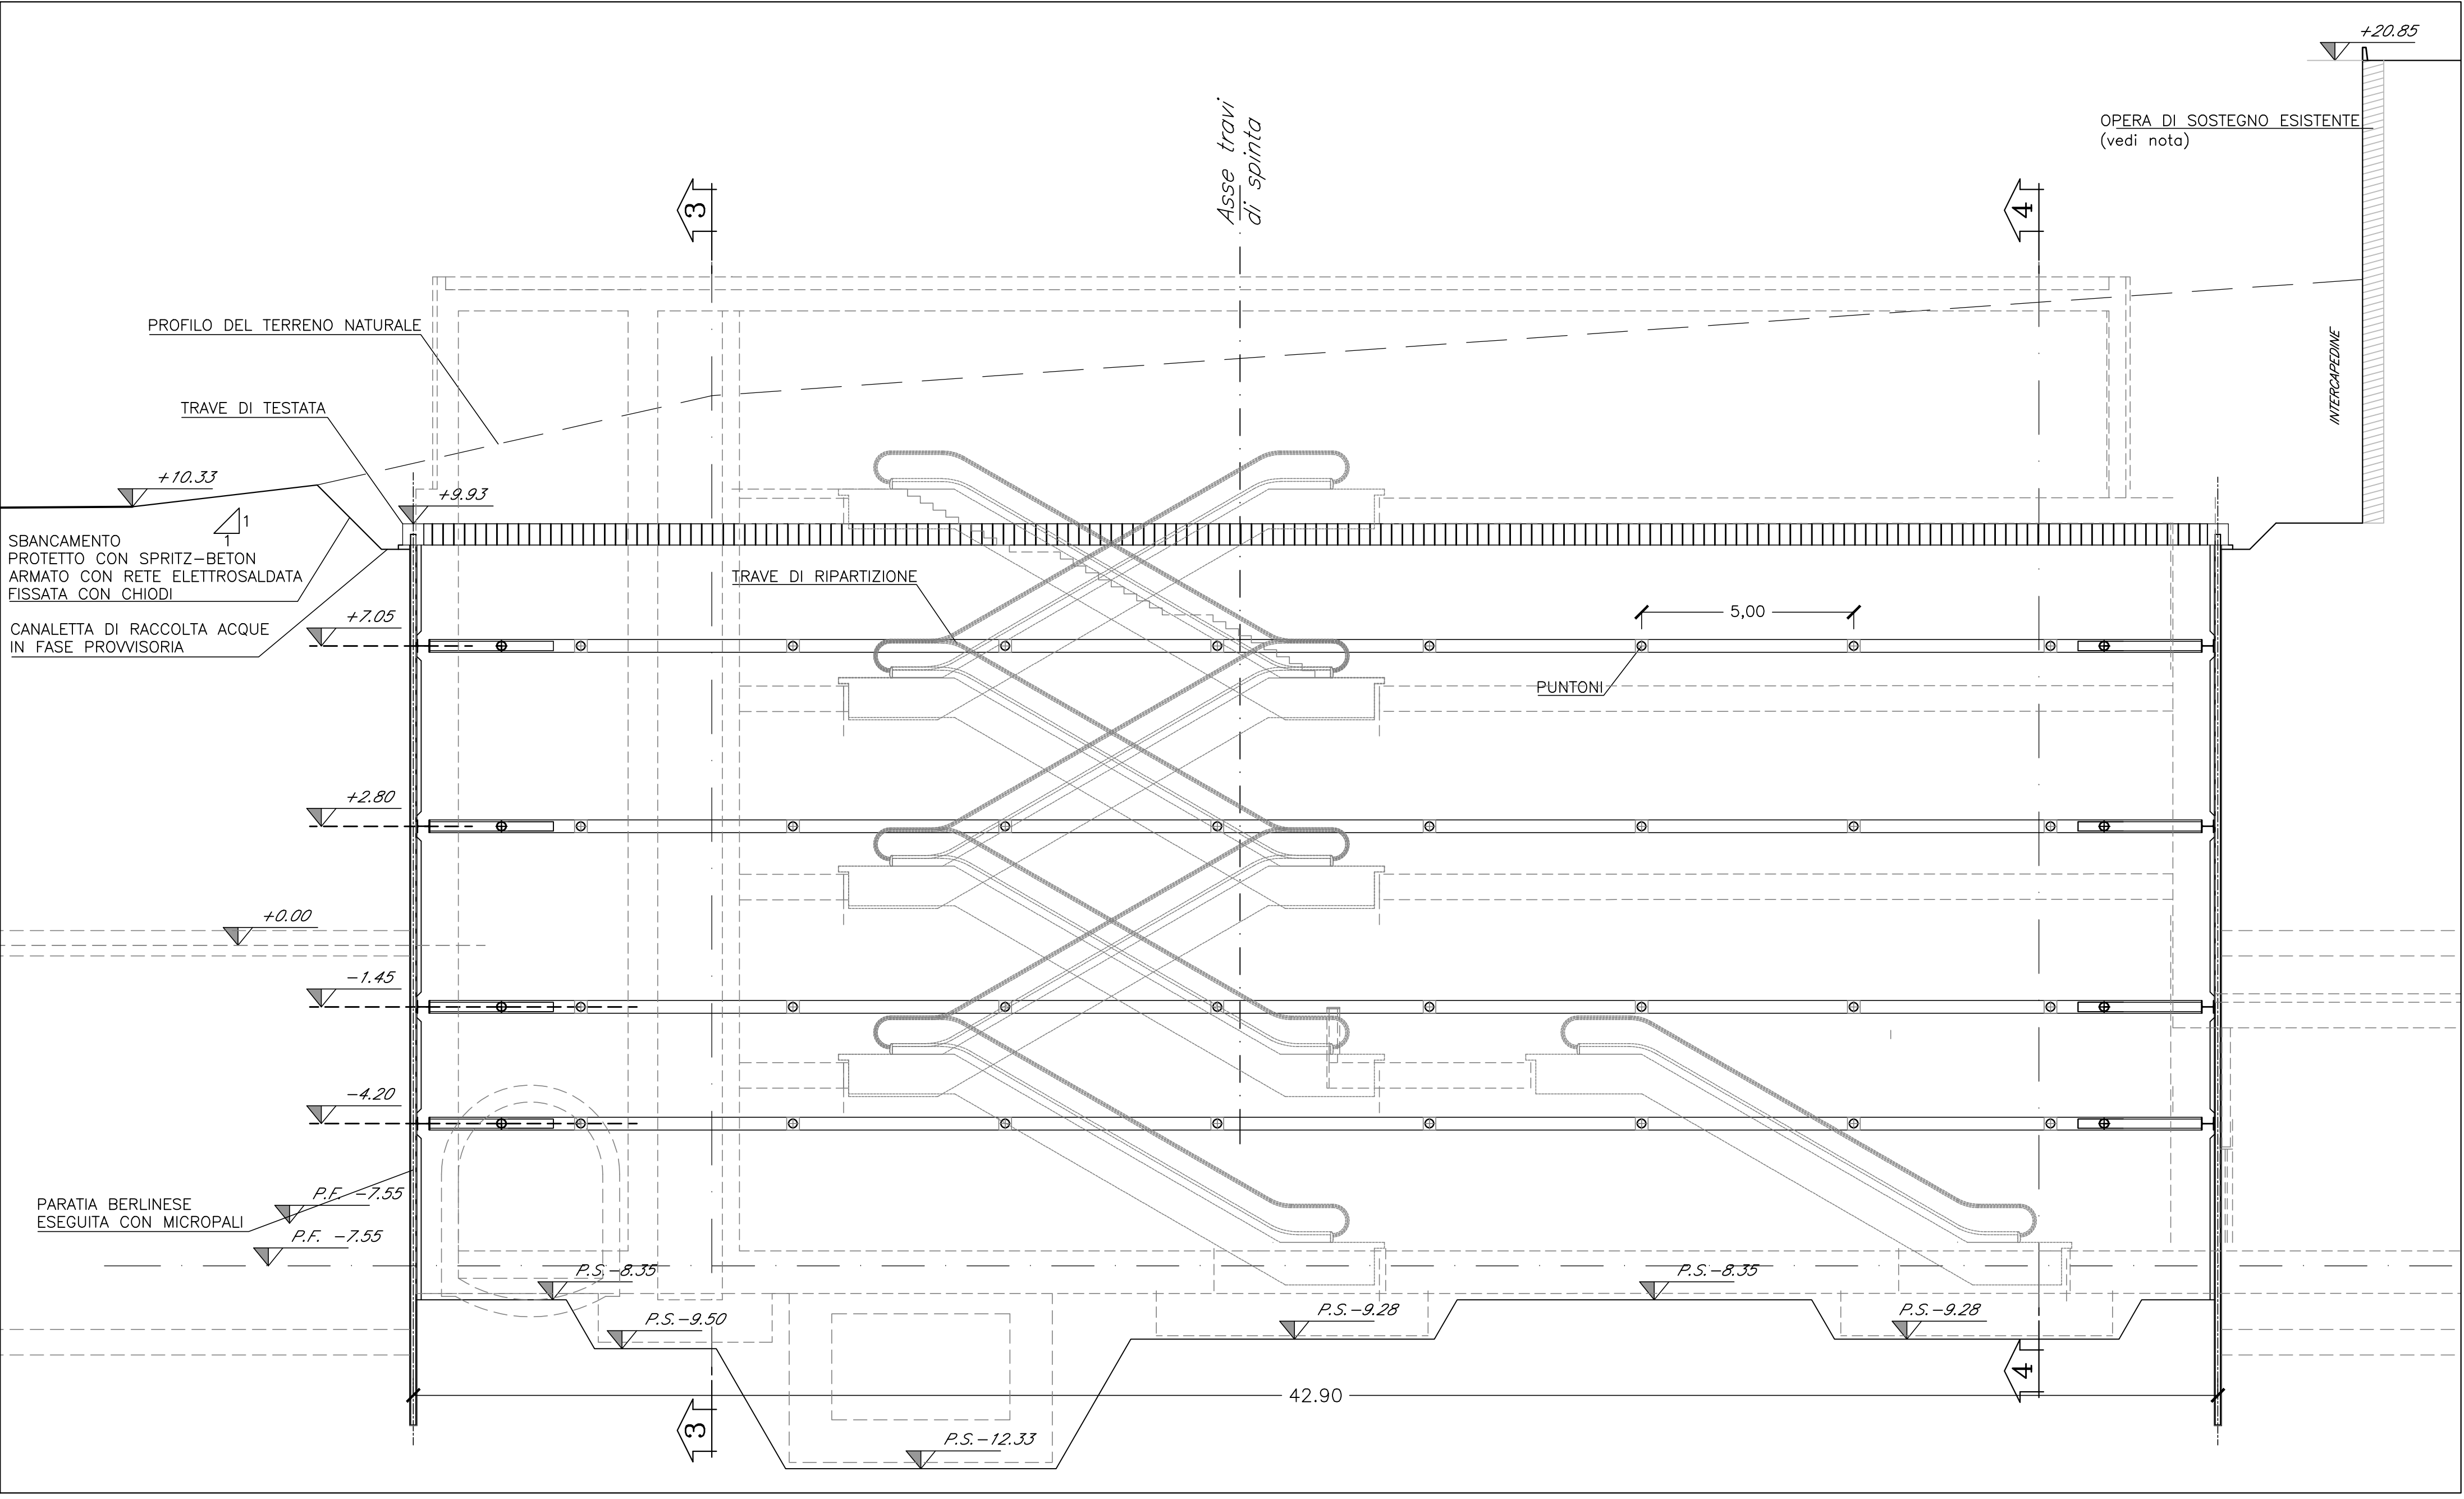 +20.85
OPERA DI SOSTEGNO ESISTENTE
(vedi nota)
Asse travi
di spinta
3
4
PROFILO DEL TERRENO NATURALE
INTERCAPEDINE
TRAVE DI TESTATA
+10.33
+9.93
1
1
SBANCAMENTO
PROTETTO CON SPRITZ-BETON
ARMATO CON RETE ELETTROSALDATA
FISSATA CON CHIODI
TRAVE DI RIPARTIZIONE
CANALETTA DI RACCOLTA ACQUE
IN FASE PROVVISORIA
+7.05
5,00
PUNTONI
+2.80
+0.00
-1.45
-4.20
PARATIA BERLINESE
ESEGUITA CON MICROPALI
P.F. -7.55
P.F. -7.55
P.S.-8.35
P.S.-8.35
P.S.-9.50
P.S.-9.28
P.S.-9.28
4
42.90
3
P.S.-12.33